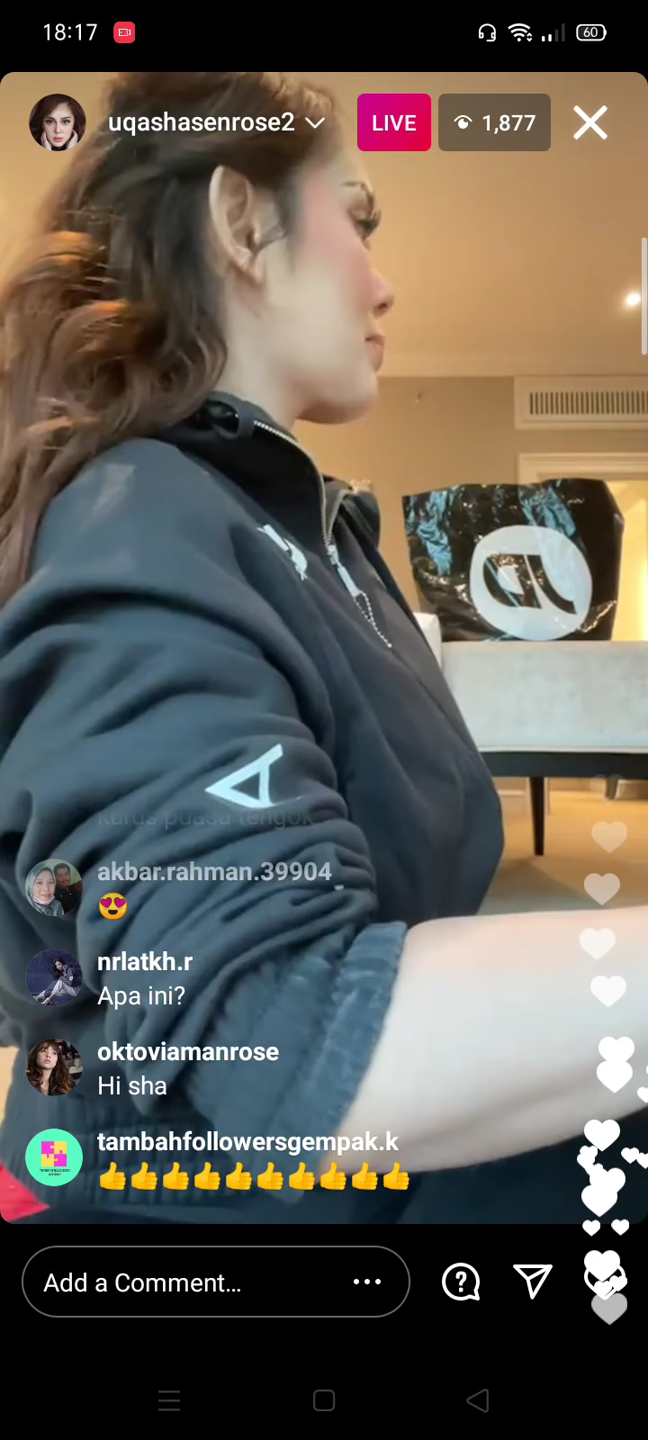 18:17
60
uqashasenrose2
LIVE
1,877
kurus puasa tengok
akbar.rahman.39904
😍
nrlatkh.r
Apa ini?
oktoviamanrose
Hi sha
tambahfollowersgempak.k
👍👍👍👍👍👍👍👍👍👍
Add a Comment...